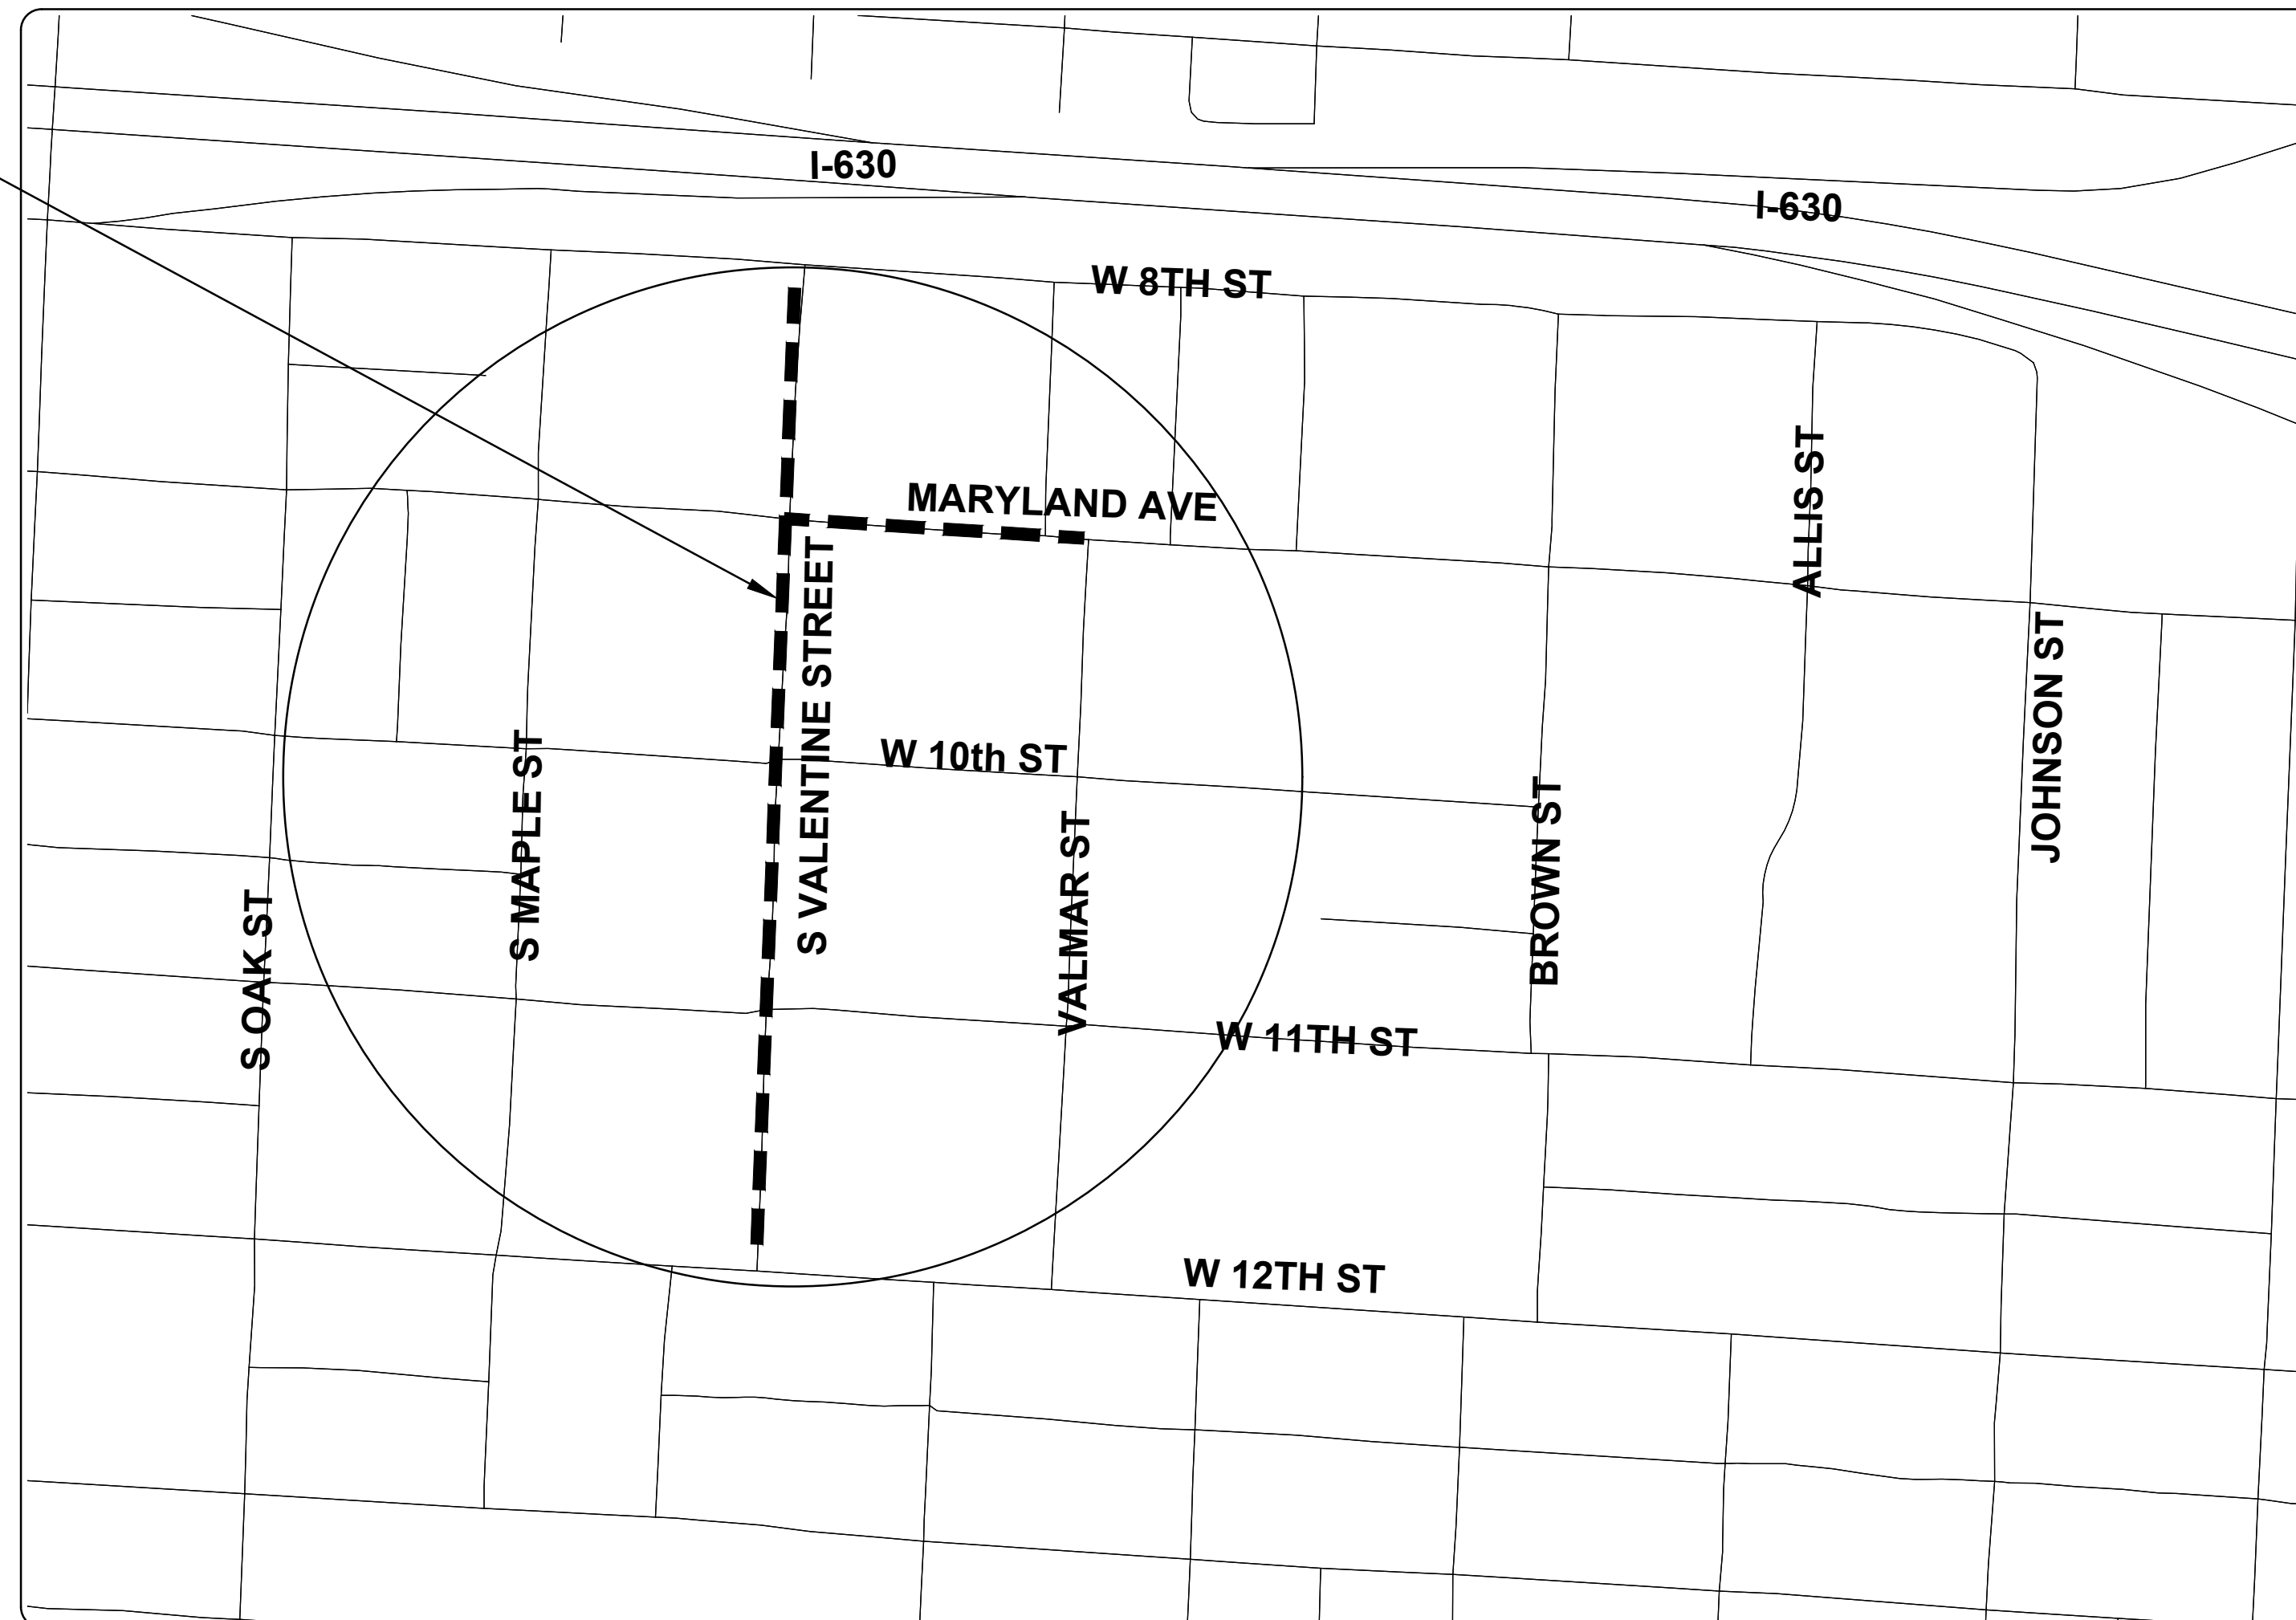 I-630
I-630
W 8TH ST
MARYLAND AVE
ALLIS ST
S VALENTINE STREET
JOHNSON ST
W 10th ST
S MAPLE ST
BROWN ST
VALMAR ST
S OAK ST
W 11TH ST
W 12TH ST